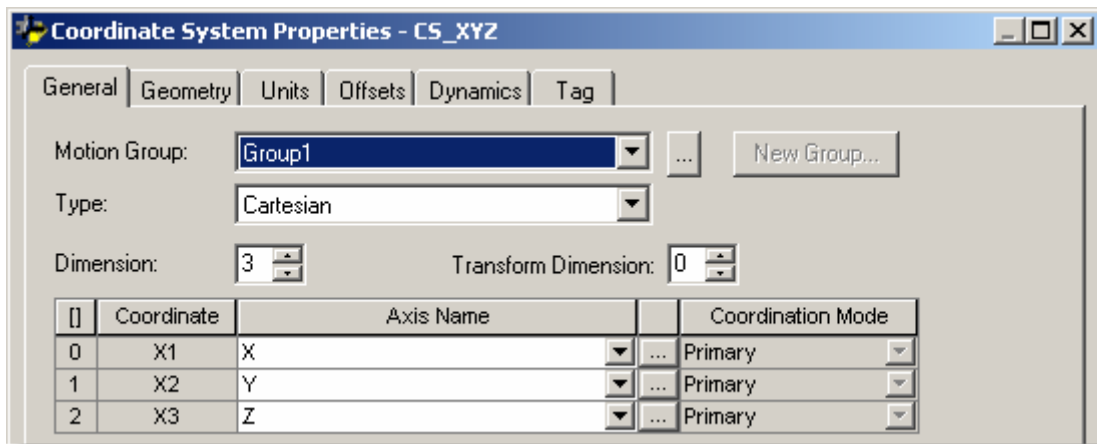 Coordinate System Properties - CS_XYZ
General Geometry Units Offsets Dynamics Tag
Motion Group: Group1 ... New Group...
Type: Cartesian
Dimension: 3 Transform Dimension: 0
[] Coordinate Axis Name Coordination Mode
0 X1 X ... Primary
1 X2 Y ... Primary
2 X3 Z ... Primary